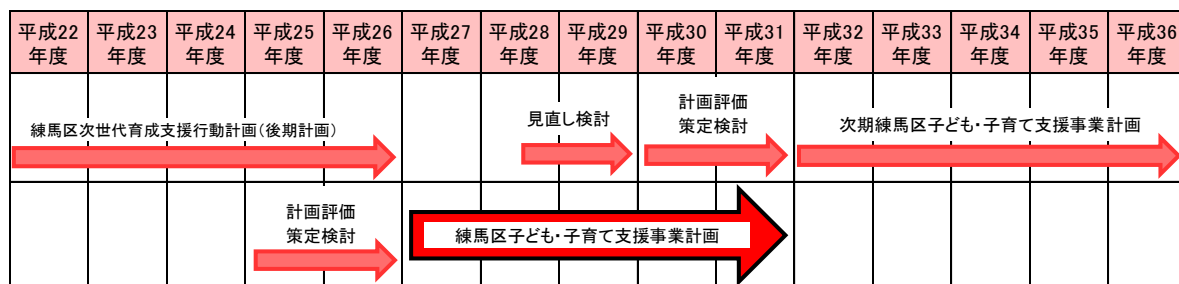 平成22
年度
平成23
年度
平成24
年度
平成25
年度
平成26
年度
平成27
年度
平成28
年度
平成29
年度
平成30
年度
平成31
年度
平成32
年度
平成33
年度
平成34
年度
平成35
年度
平成36
年度
練馬区次世代育成支援行動計画(後期計画)
見直し検討
計画評価
策定検討
次期練馬区子ども・子育て支援事業計画
計画評価
策定検討
練馬区子ども・子育て支援事業計画